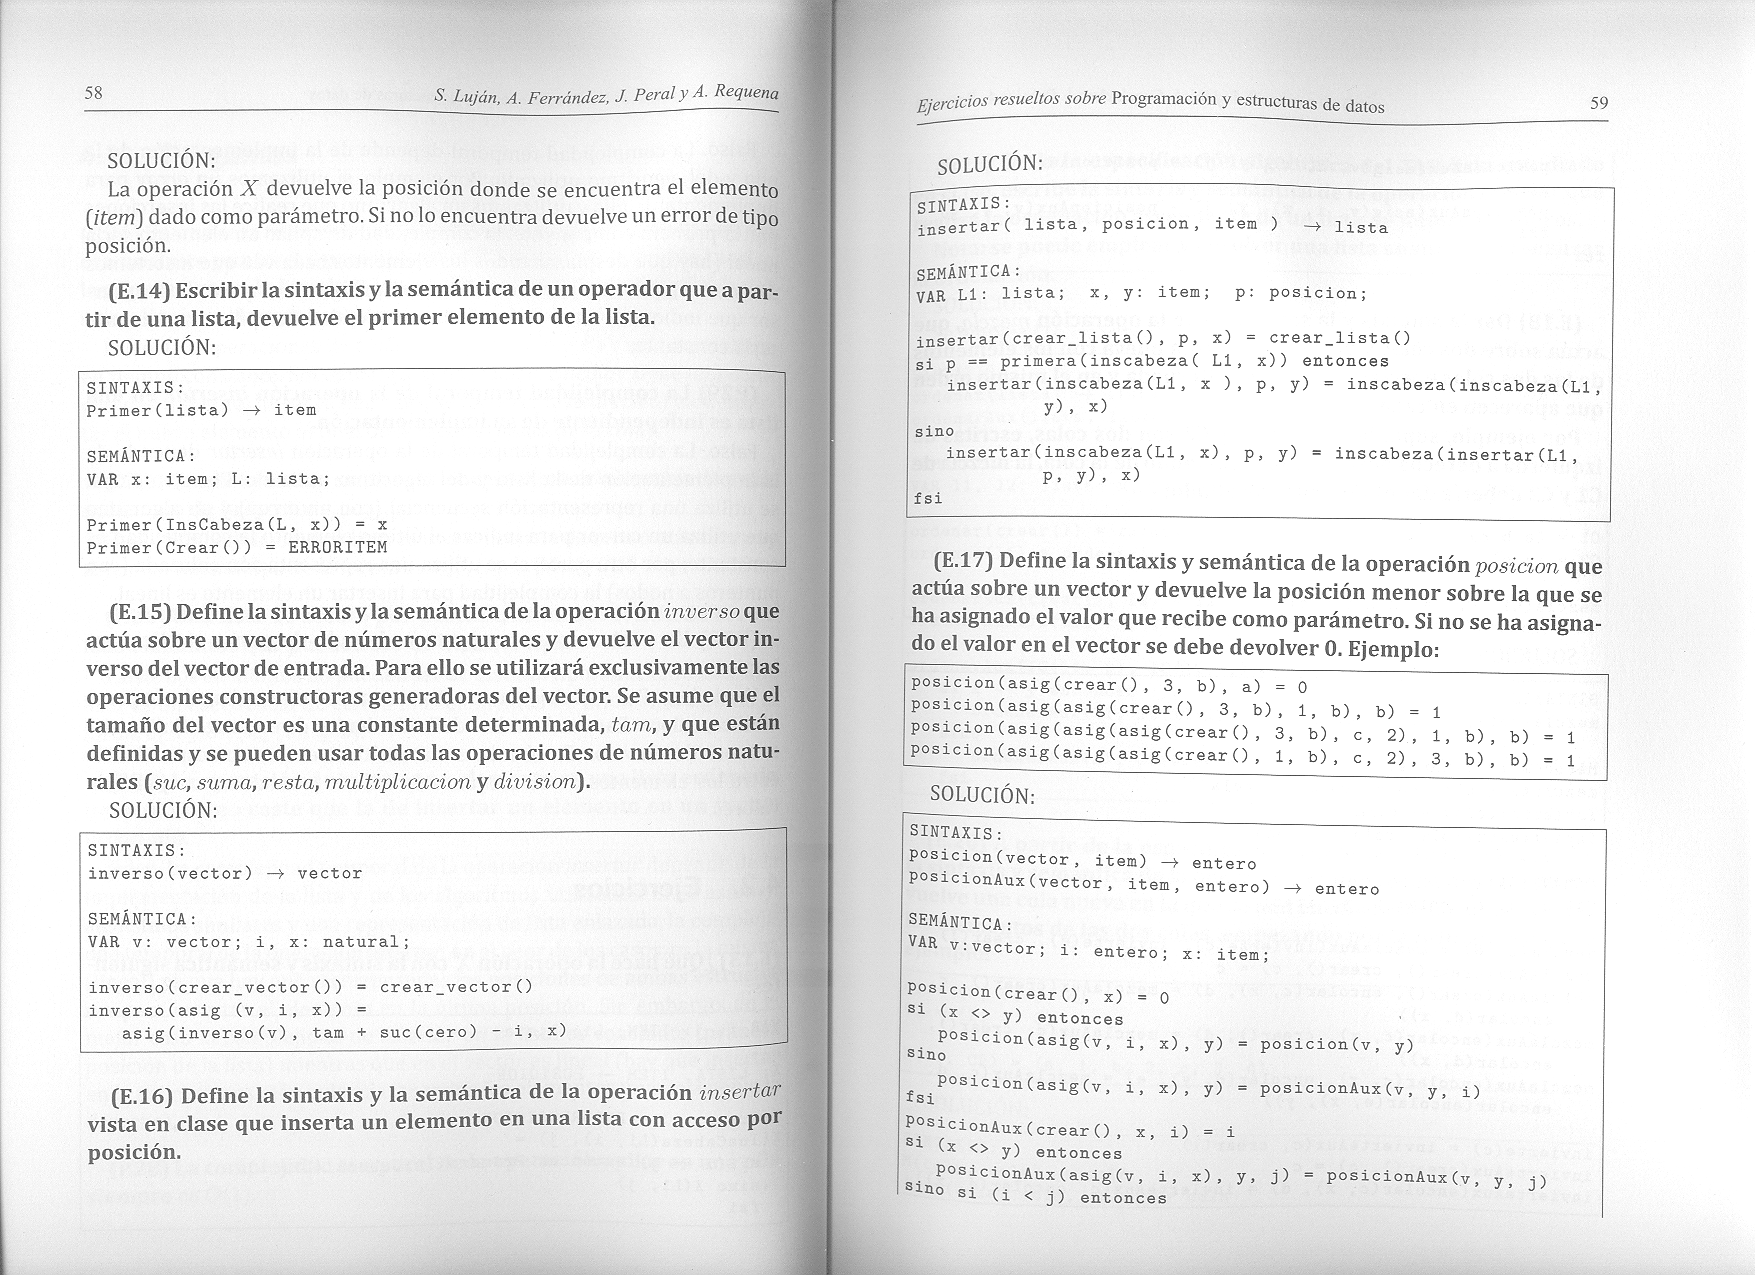 58
S. Luján, A. Ferrández, J. Peral y A. Requena
SOLUCIÓN:
La operación X devuelve la posición donde se encuentra el elemento
(item) dado como parámetro. Si no lo encuentra devuelve un error de tipo
posición.
(E.14) Escribir la sintaxis y la semántica de un operador que a par-
tir de una lista, devuelve el primer elemento de la lista.
SOLUCIÓN:
SINTAXIS:
Primer(lista) → item
SEMÁNTICA:
VAR x: item; L: lista;
Primer(InsCabeza(L, x)) = x
Primer(Crear()) = ERRORITEM
(E.15) Define la sintaxis y la semántica de la operación inverso que
actúa sobre un vector de números naturales y devuelve el vector in-
verso del vector de entrada. Para ello se utilizará exclusivamente las
operaciones constructoras generadoras del vector. Se asume que el
tamaño del vector es una constante determinada, tam, y que están
definidas y se pueden usar todas las operaciones de números natu-
rales (suc, suma, resta, multiplicacion y division).
SOLUCIÓN:
SINTAXIS:
inverso(vector) → vector
SEMÁNTICA:
VAR v: vector; i, x: natural;
inverso(crear_vector()) = crear_vector()
inverso(asig (v, i, x)) =
asig(inverso(v), tam + suc(cero) - i, x)
(E.16) Define la sintaxis y la semántica de la operación insertar
vista en clase que inserta un elemento en una lista con acceso por
posición.
Ejercicios resueltos sobre Programación y estructuras de datos
59
SOLUCIÓN:
SINTAXIS:
insertar( lista, posicion, item ) → lista
SEMÁNTICA:
VAR L1: lista; x, y: item; p: posicion;
insertar(crear_lista(), p, x) = crear_lista()
si p == primera(inscabeza( L1, x)) entonces
insertar(inscabeza(L1, x ), p, y) = inscabeza(inscabeza(L1,
y), x)
sino
insertar(inscabeza(L1, x), p, y) = inscabeza(insertar(L1,
p, y), x)
fsi
(E.17) Define la sintaxis y semántica de la operación posicion que
actúa sobre un vector y devuelve la posición menor sobre la que se
ha asignado el valor que recibe como parámetro. Si no se ha asigna-
do el valor en el vector se debe devolver 0. Ejemplo:
posicion(asig(crear(), 3, b), a) = 0
posicion(asig(asig(crear(), 3, b), 1, b), b) = 1
posicion(asig(asig(asig(crear(), 3, b), c, 2), 1, b), b) = 1
posicion(asig(asig(asig(crear(), 1, b), c, 2), 3, b), b) = 1
SOLUCIÓN:
SINTAXIS:
posicion(vector, item) → entero
posicionAux(vector, item, entero) → entero
SEMÁNTICA:
VAR v:vector; i: entero; x: item;
posicion(crear(), x) = 0
si (x <> y) entonces
posicion(asig(v, i, x), y) = posicion(v, y)
sino
posicion(asig(v, i, x), y) = posicionAux(v, y, i)
fsi
posicionAux(crear(), x, i) = i
si (x <> y) entonces
posicionAux(asig(v, i, x), y, j) = posicionAux(v, y, j)
sino si (i < j) entonces